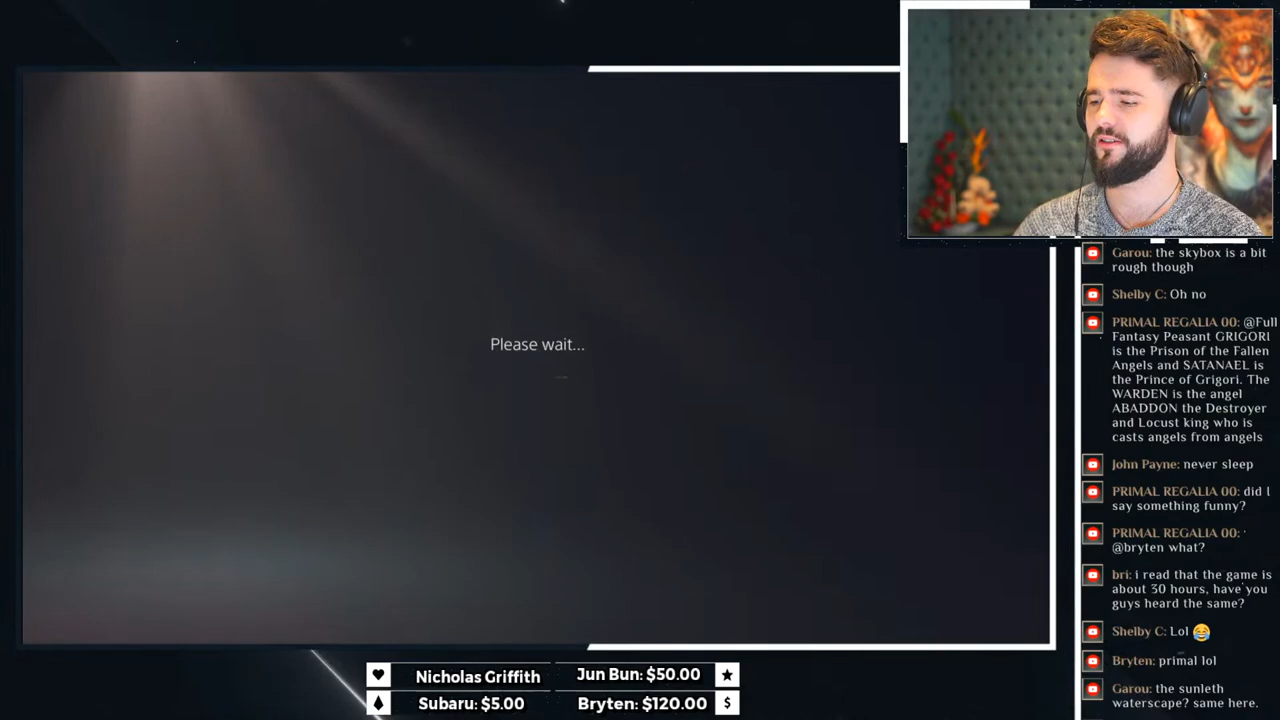 Please wait...
Garou: the skybox is a bit
rough though
Shelby C: Oh no
PRIMAL REGALIA 00: @Full
Fantasy Peasant GRIGORI
is the Prison of the Fallen
Angels and SATANAEL is
the Prince of Grigori. The
WARDEN is the angel
ABADDON the Destroyer
and Locust king who is
casts angels from angels
John Payne: never sleep
PRIMAL REGALIA 00: did I
say something funny?
PRIMAL REGALIA 00:
@bryten what?
bri: i read that the game is
about 30 hours, have you
guys heard the same?
Shelby C: Lol 😂
Bryten: primal lol
Garou: the sunleth
waterscape? same here.
Nicholas Griffith
Jun Bun: $50.00
Subaru: $5.00
Bryten: $120.00
$